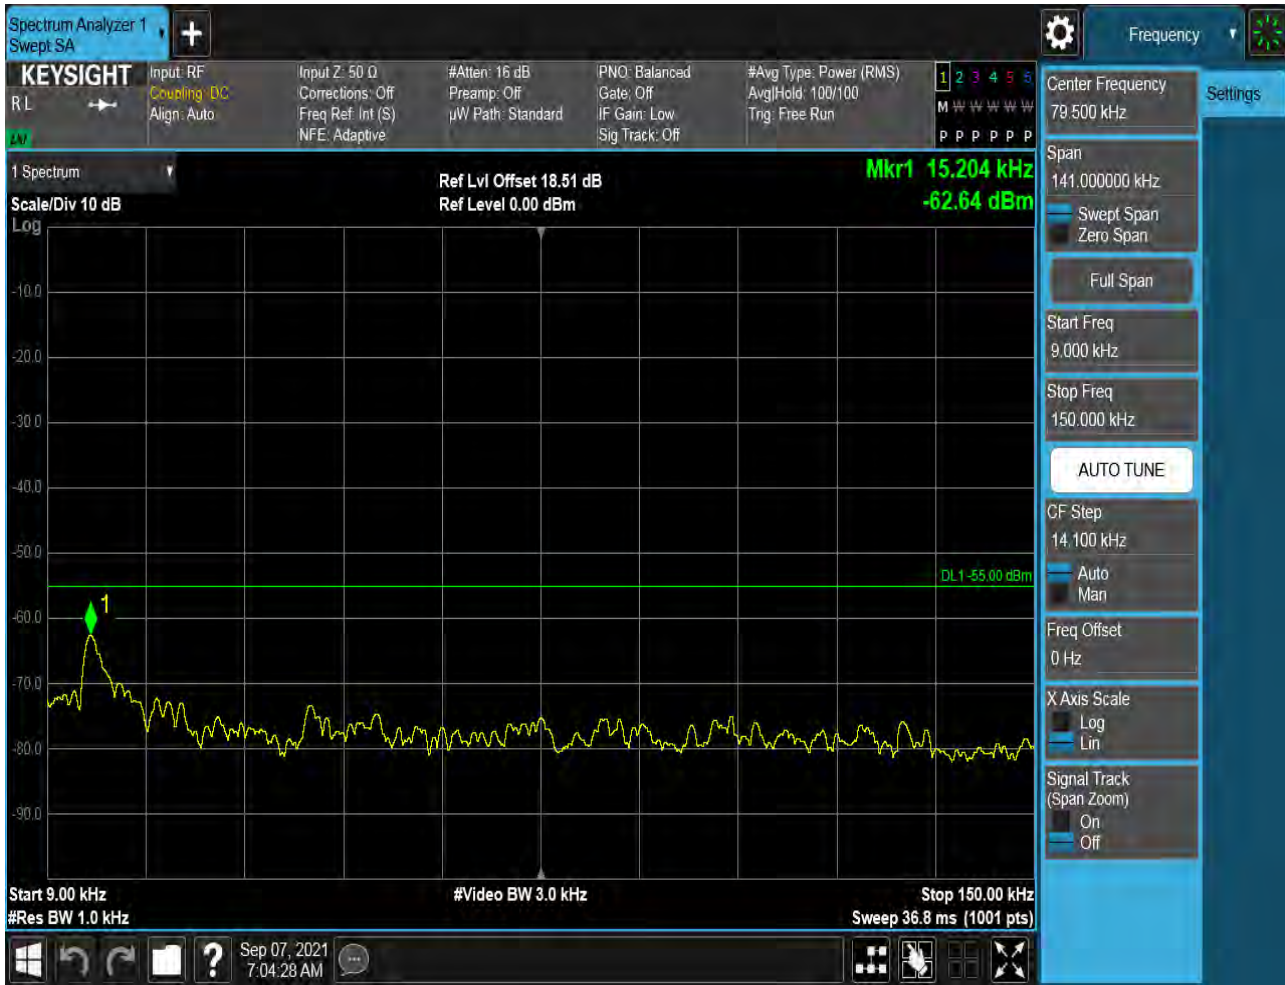 Spectrum Analyzer 1
Swept SA
Frequency
KEYSIGHT
R L
LNI
Input: RF
Coupling: DC
Align: Auto
Input Z: 50 Ω
Corrections: Off
Freq Ref: Int (S)
NFE: Adaptive
#Atten: 16 dB
Preamp: Off
µW Path: Standard
PNO: Balanced
Gate: Off
IF Gain: Low
Sig Track: Off
#Avg Type: Power (RMS)
Avg|Hold: 100/100
Trig: Free Run
1 2 3 4 5 6
M W W W W W
P P P P P P
1 Spectrum
Scale/Div 10 dB
Ref Lvl Offset 18.51 dB
Ref Level 0.00 dBm
Mkr1 15.204 kHz
-62.64 dBm
Log
-10.0
-20.0
-30.0
-40.0
-50.0
DL1 -55.00 dBm
1
-60.0
-70.0
-80.0
-90.0
Start 9.00 kHz
#Video BW 3.0 kHz
Stop 150.00 kHz
#Res BW 1.0 kHz
Sweep 36.8 ms (1001 pts)
Sep 07, 2021
7:04:28 AM
Center Frequency
79.500 kHz
Span
141.000000 kHz
Swept Span
Zero Span
Full Span
Start Freq
9.000 kHz
Stop Freq
150.000 kHz
AUTO TUNE
CF Step
14.100 kHz
Auto
Man
Freq Offset
0 Hz
X Axis Scale
Log
Lin
Signal Track
(Span Zoom)
On
Off
Settings